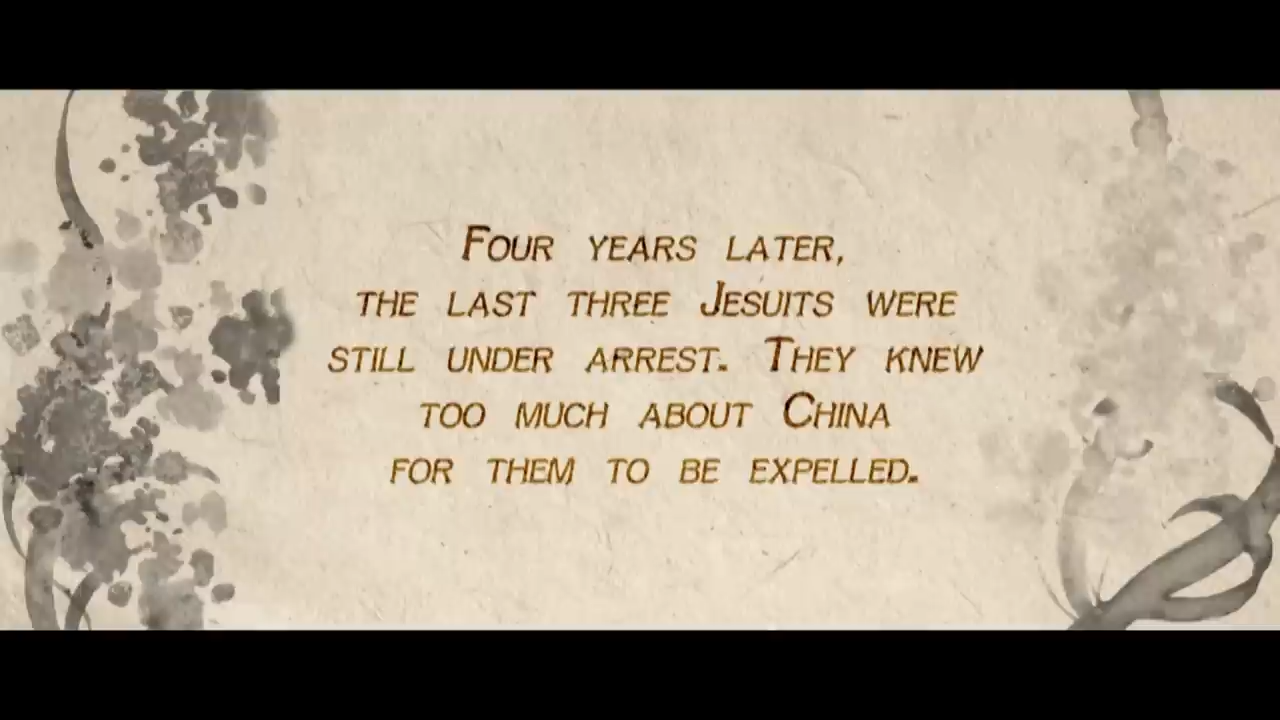 Four years later,
the last three Jesuits were
still under arrest. They knew
too much about China
for them to be expelled.